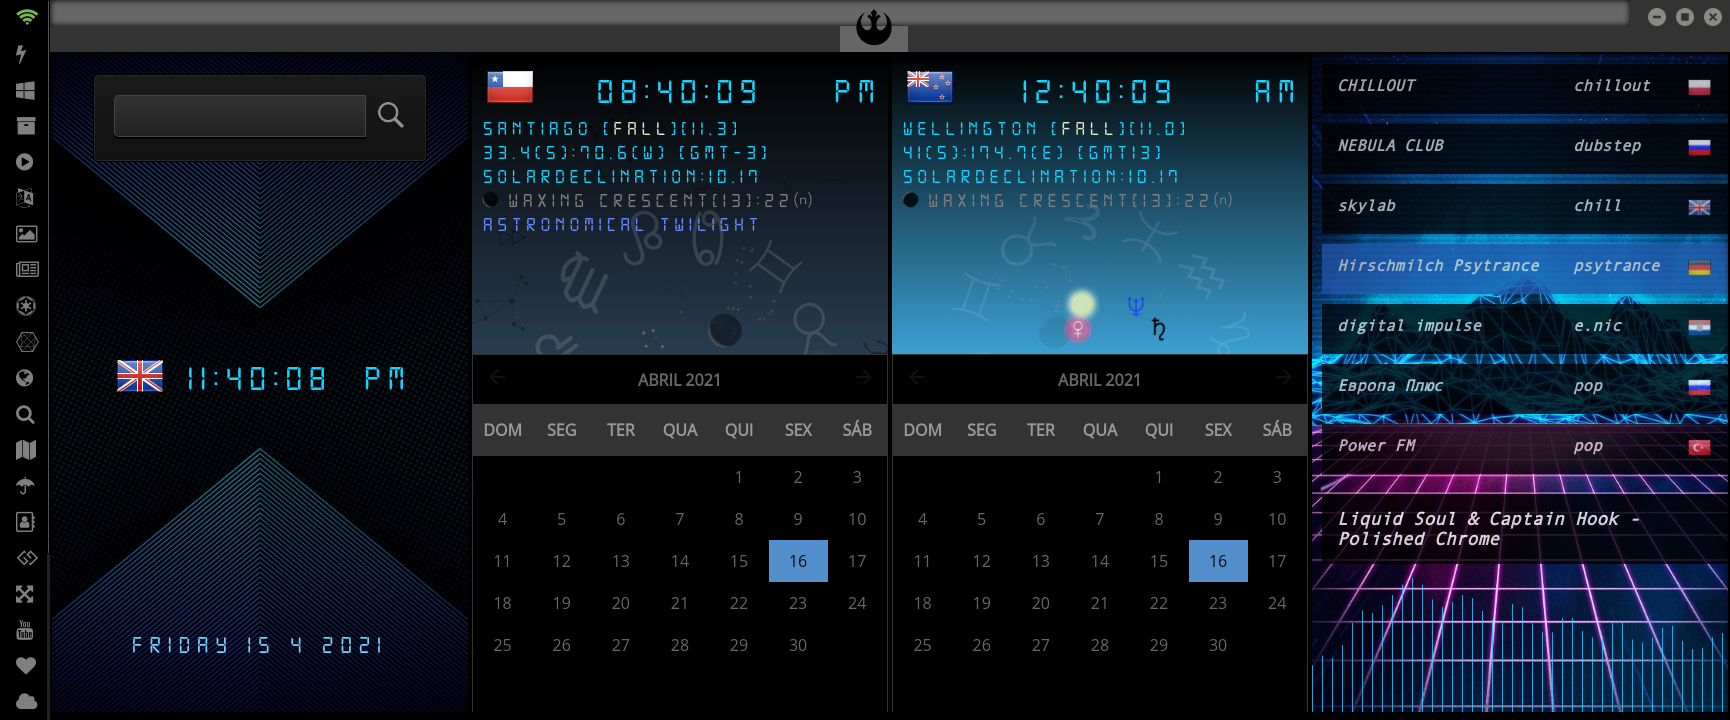 11:40:08 PM
FRIDAY 15 4 2021
08:40:09 PM
SANTIAGO [FALL][11.3]
33.4(S):70.6(W) [GMT-3]
SOLARDECLINATION:10.17
WAXING CRESCENT[13]:22(n)
ASTRONOMICAL TWILIGHT
ABRIL 2021
DOM SEG TER QUA QUI SEX SÁB
1 2 3
4 5 6 7 8 9 10
11 12 13 14 15 16 17
18 19 20 21 22 23 24
25 26 27 28 29 30
12:40:09 AM
WELLINGTON [FALL][11.0]
41(S):174.7(E) [GMT13]
SOLARDECLINATION:10.17
WAXING CRESCENT[13]:22(n)
ABRIL 2021
DOM SEG TER QUA QUI SEX SÁB
1 2 3
4 5 6 7 8 9 10
11 12 13 14 15 16 17
18 19 20 21 22 23 24
25 26 27 28 29 30
CHILLOUT chillout
NEBULA CLUB dubstep
skylab chill
Hirschmilch Psytrance psytrance
digital impulse e.nic
Европа Плюс pop
Power FM pop
Liquid Soul & Captain Hook -
Polished Chrome
You
Tube